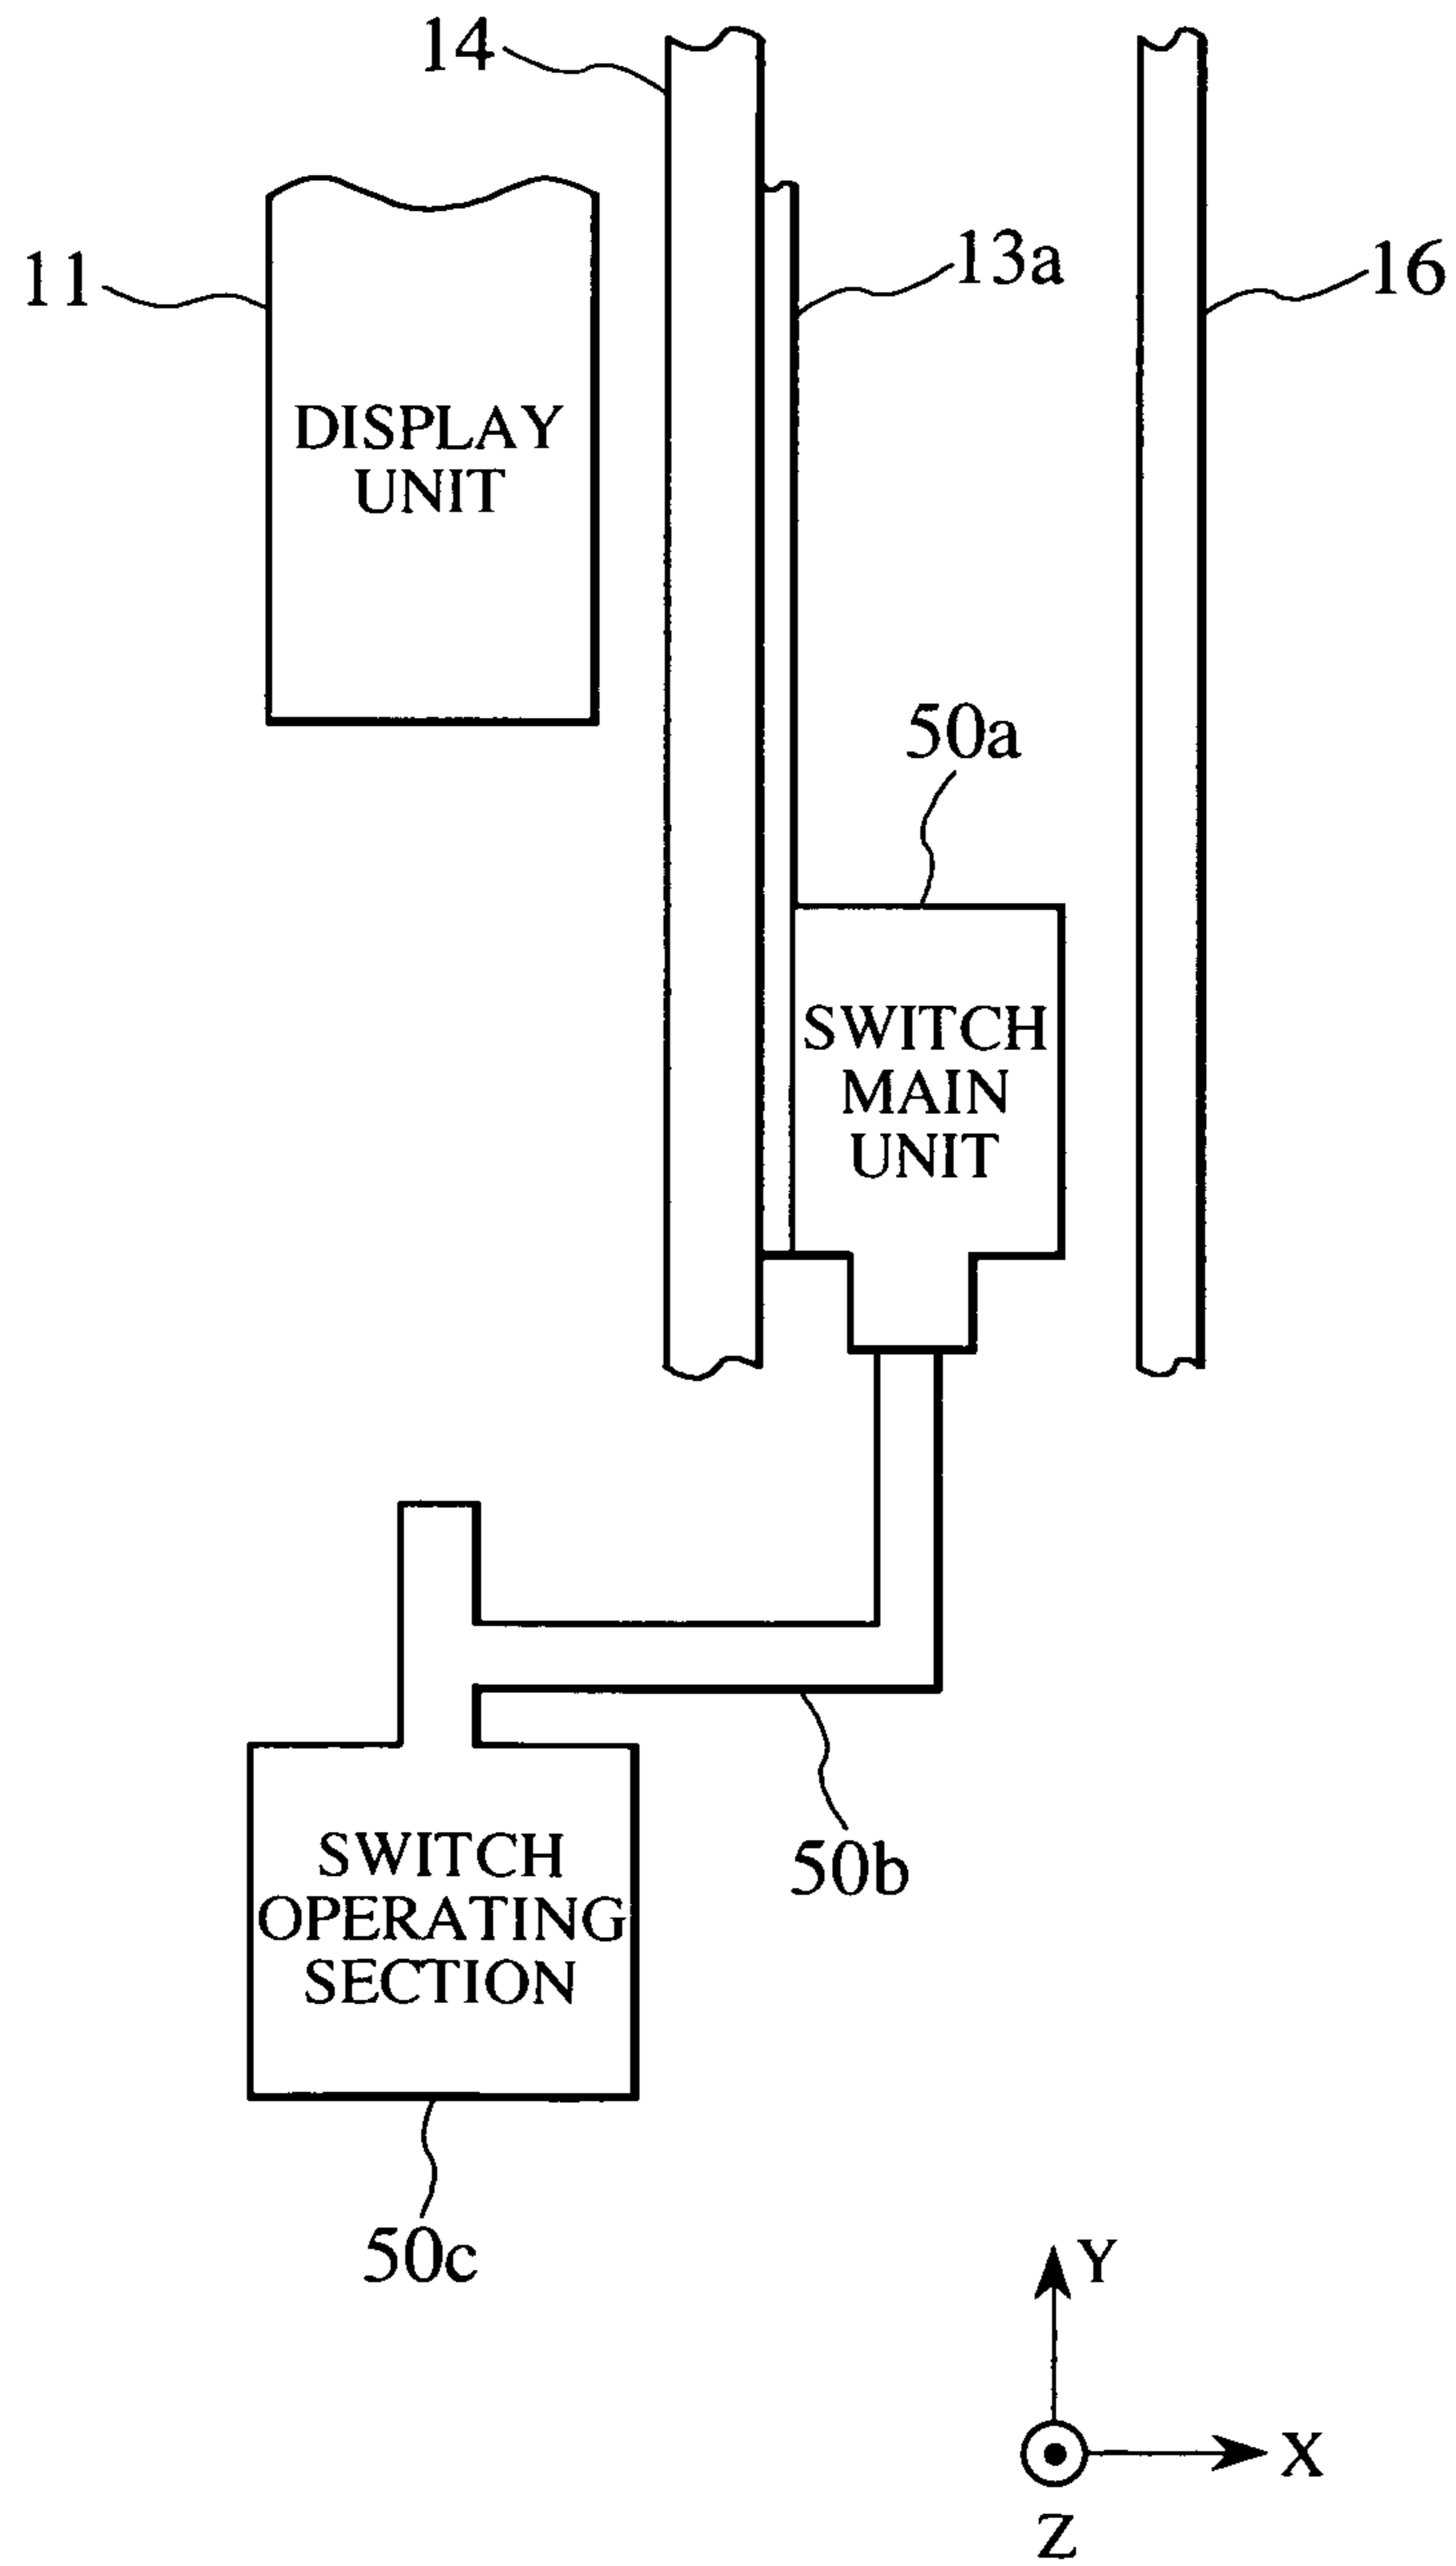 14
13a
16
11
DISPLAY
UNIT
50a
SWITCH
MAIN
UNIT
50b
SWITCH
OPERATING
SECTION
50c
Y
X
Z